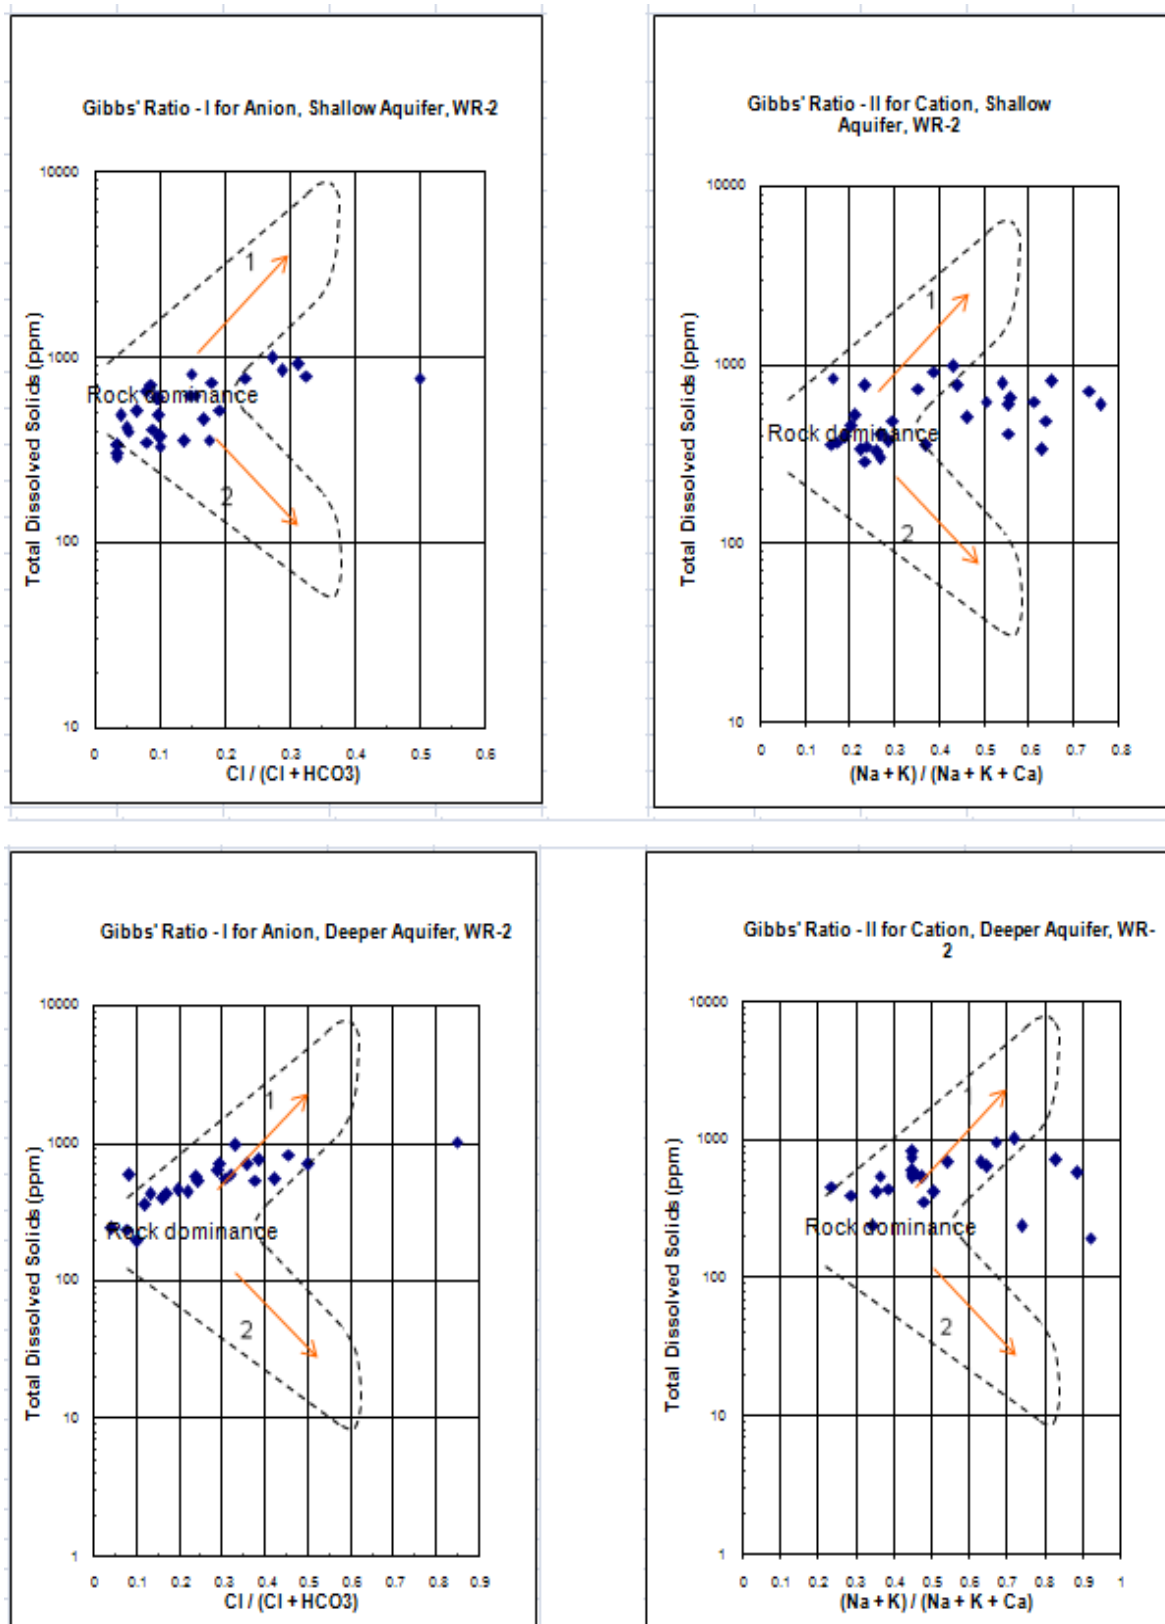 Gibbs' Ratio - I for Anion, Shallow Aquifer, WR-2
10000
1000
100
10
Total Dissolved Solids (ppm)
1
Rock dominance
2
0 0.1 0.2 0.3 0.4 0.5 0.6
Cl / (Cl + HCO3)
Gibbs' Ratio - II for Cation, Shallow
Aquifer, WR-2
10000
1000
100
10
Total Dissolved Solids (ppm)
1
Rock dominance
2
0 0.1 0.2 0.3 0.4 0.5 0.6 0.7 0.8
(Na + K) / (Na + K + Ca)
Gibbs' Ratio - I for Anion, Deeper Aquifer, WR-2
10000
1000
100
10
1
Total Dissolved Solids (ppm)
1
Rock dominance
2
0 0.1 0.2 0.3 0.4 0.5 0.6 0.7 0.8 0.9
Cl / (Cl + HCO3)
Gibbs' Ratio - II for Cation, Deeper Aquifer, WR-
2
10000
1000
100
10
1
Total Dissolved Solids (ppm)
1
Rock dominance
2
0 0.1 0.2 0.3 0.4 0.5 0.6 0.7 0.8 0.9 1
(Na + K) / (Na + K + Ca)